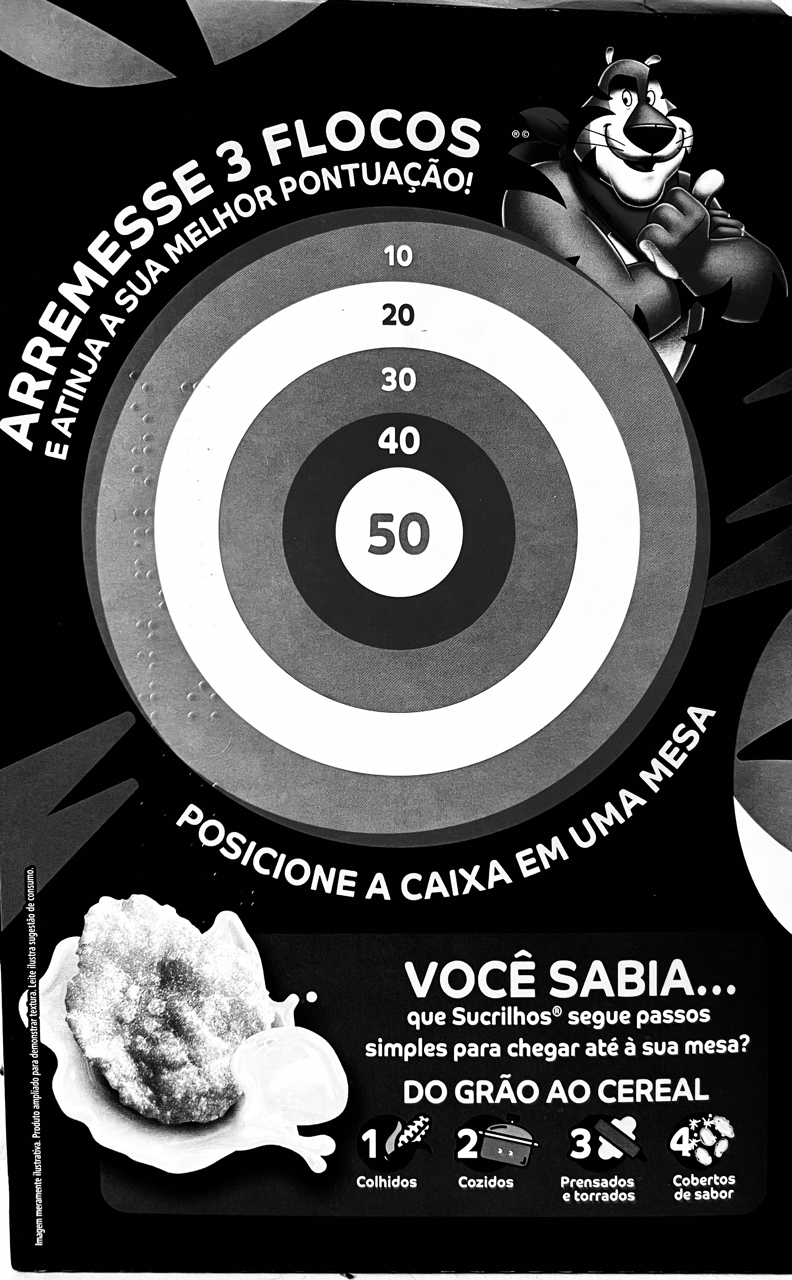 ARREMESSE 3 FLOCOS
E ATINJA A SUA MELHOR PONTUAÇÃO!
®©
10
20
30
40
50
POSICIONE A CAIXA EM UMA MESA
Imagem meramente ilustrativa. Produto ampliado para demonstrar textura. Leite ilustra sugestão de consumo.
VOCÊ SABIA...
que Sucrilhos® segue passos
simples para chegar até à sua mesa?
DO GRÃO AO CEREAL
1 2 3 4
Colhidos Cozidos Prensados Cobertos
e torrados de sabor